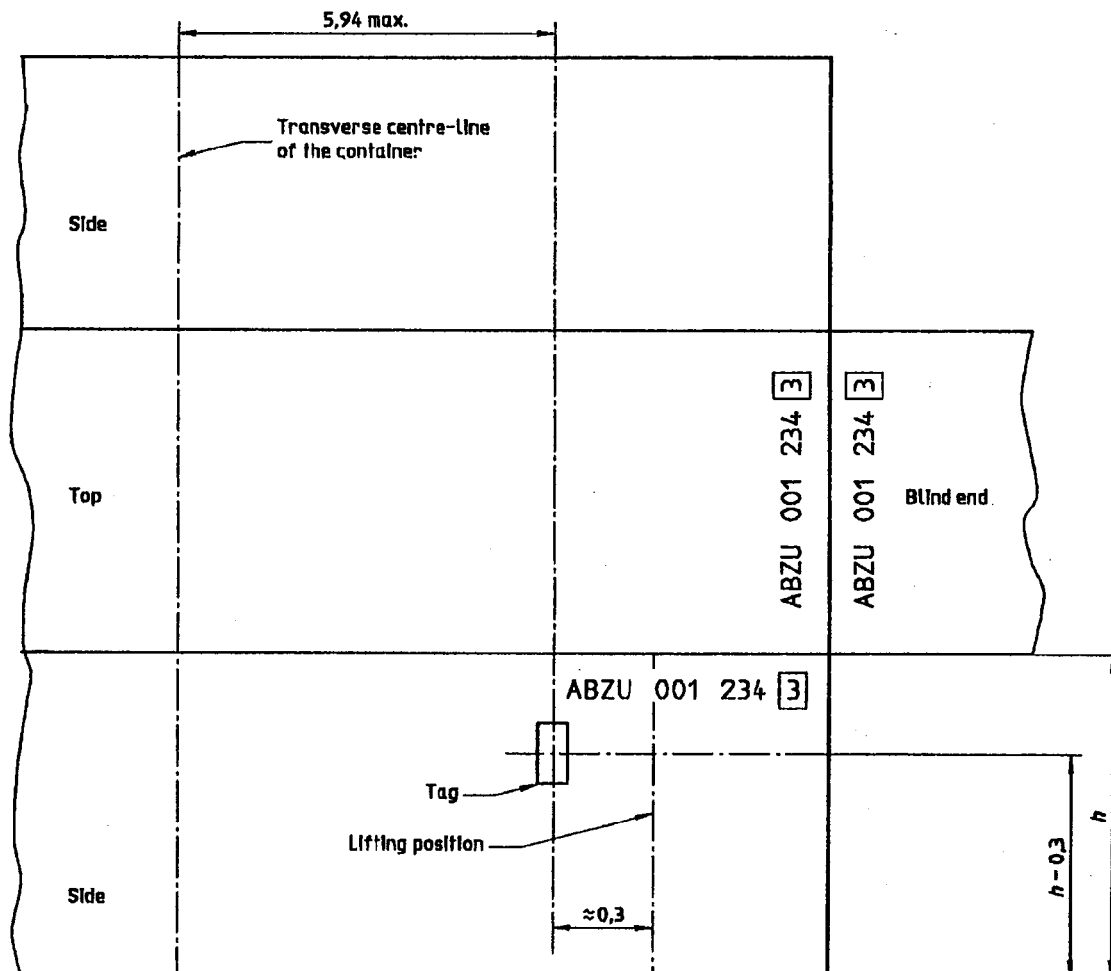 5,94 max.
Transverse centre-line
of the container
Side
Top
ABZU 001 234 3
ABZU 001 234 3
Blind end
ABZU 001 234 3
Tag
Lifting position
h – 0,3
h
Side
≈0,3